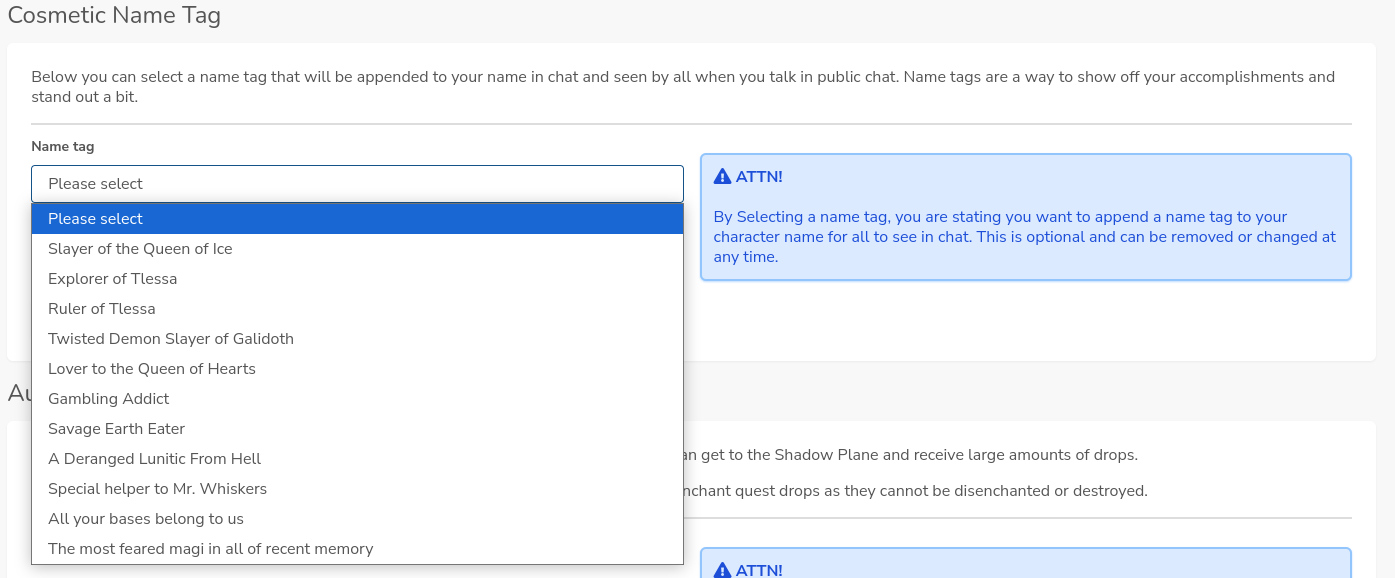 Cosmetic Name Tag
Below you can select a name tag that will be appended to your name in chat and seen by all when you talk in public chat. Name tags are a way to show off your accomplishments and
stand out a bit.
Name tag
Please select
Please select
Slayer of the Queen of Ice
Explorer of Tlessa
Ruler of Tlessa
Twisted Demon Slayer of Galidoth
Lover to the Queen of Hearts
Gambling Addict
Savage Earth Eater
A Deranged Lunitic From Hell
Special helper to Mr. Whiskers
All your bases belong to us
The most feared magi in all of recent memory
ATTN!
By Selecting a name tag, you are stating you want to append a name tag to your
character name for all to see in chat. This is optional and can be removed or changed at
any time.
get to the Shadow Plane and receive large amounts of drops.
quest drops as they cannot be disenchanted or destroyed.
ATTN!